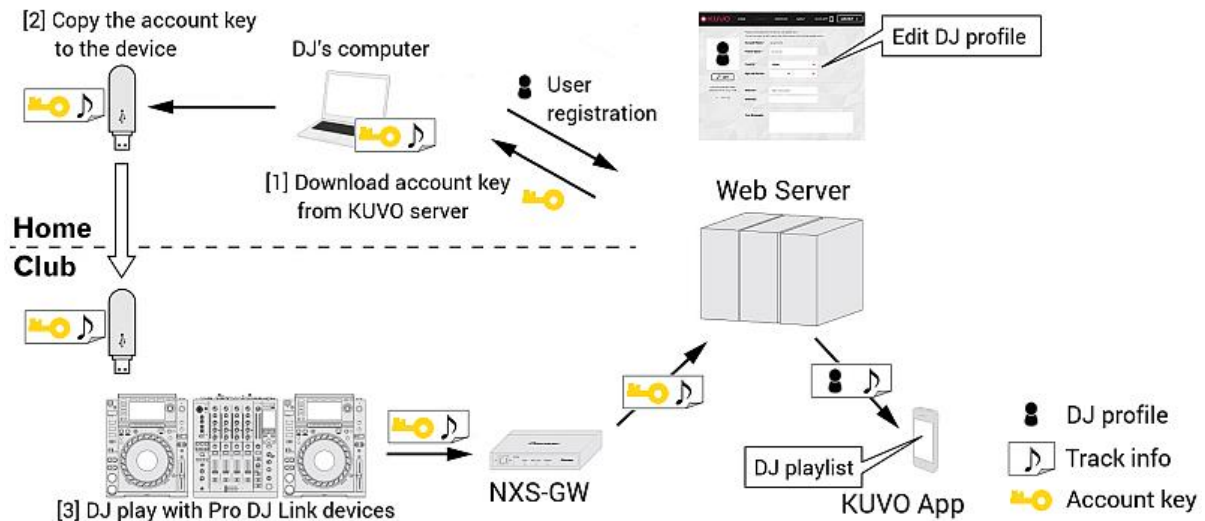 [2] Copy the account key
to the device
DJ's computer
User
registration
KUVO
Edit DJ profile
[1] Download account key
from KUVO server
Web Server
Home
Club
[3] DJ play with Pro DJ Link devices
Pioneer
NXS-GW
DJ playlist
KUVO App
DJ profile
Track info
Account key